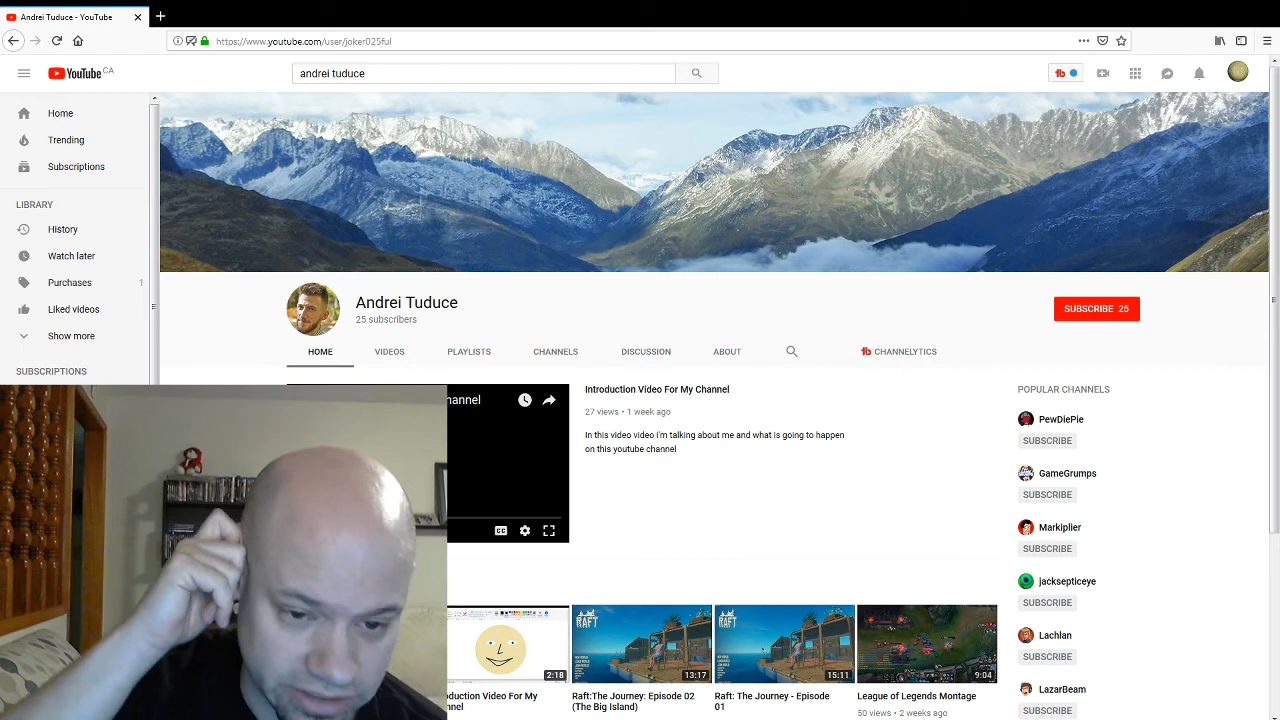 Andrei Tuduce - YouTube
https://www.youtube.com/user/joker025ful
YouTube CA
andrei tuduce
Home
Trending
Subscriptions
LIBRARY
History
Watch later
Purchases 1
Liked videos
Show more
SUBSCRIPTIONS
Andrei Tuduce
25 subscribers
SUBSCRIBE 25
HOME VIDEOS PLAYLISTS CHANNELS DISCUSSION ABOUT CHANNELYTICS
annel
CC
Introduction Video For My Channel
27 views • 1 week ago
In this video video i'm talking about me and what is going to happen
on this youtube channel
POPULAR CHANNELS
PewDiePie
SUBSCRIBE
GameGrumps
SUBSCRIBE
Markiplier
SUBSCRIBE
jacksepticeye
SUBSCRIBE
Lachlan
SUBSCRIBE
LazarBeam
SUBSCRIBE
2:18
RAFT
13:17
RAFT
15:11
9:04
duction Video For My
nnel
Raft:The Journey: Episode 02
(The Big Island)
Raft: The Journey - Episode
01
League of Legends Montage
50 views • 2 weeks ago